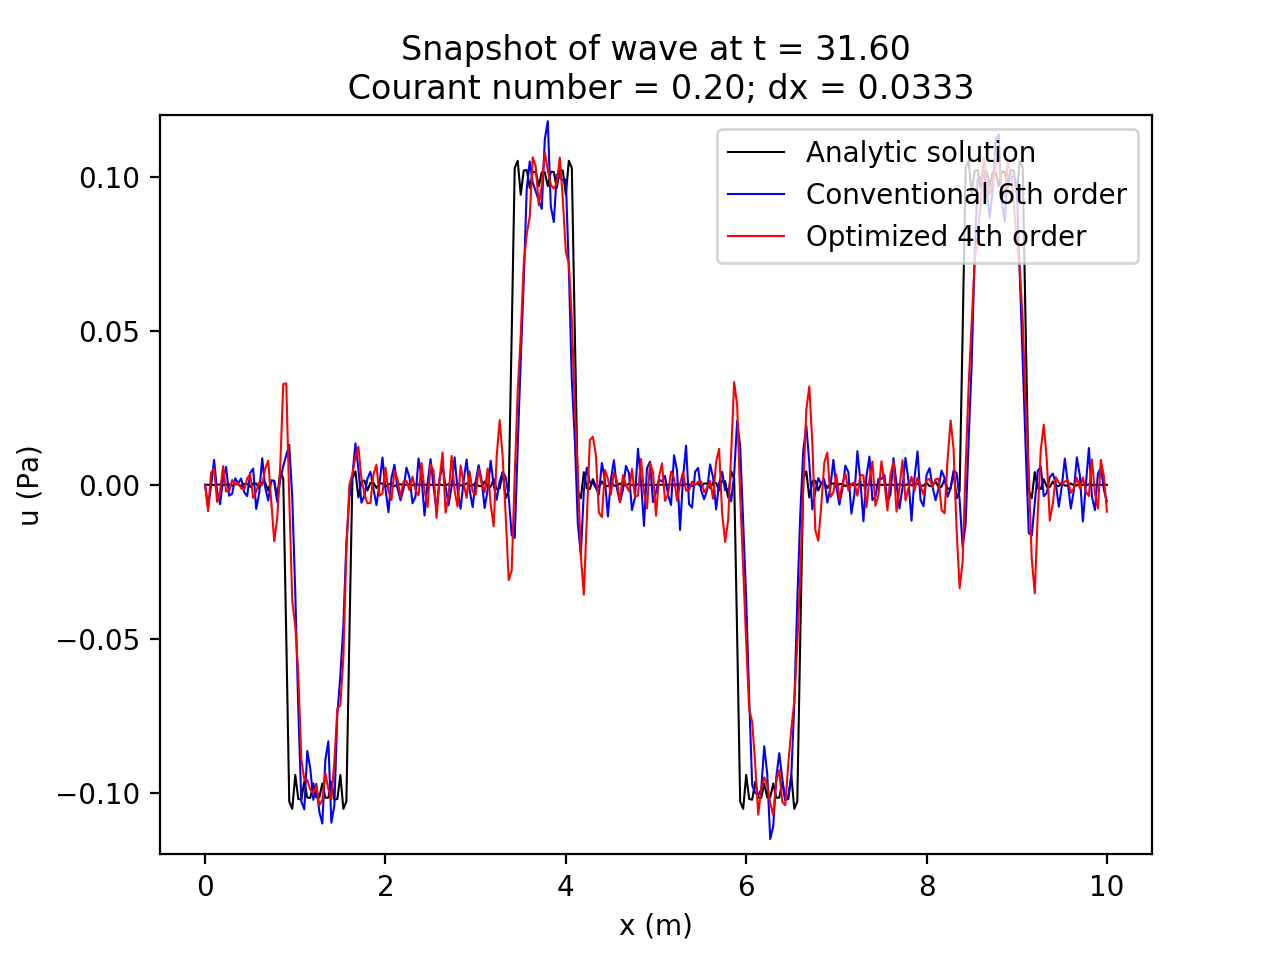 Snapshot of wave at t = 31.60
Courant number = 0.20; dx = 0.0333
Analytic solution
Conventional 6th order
Optimized 4th order
0.10
0.05
0.00
−0.05
−0.10
u (Pa)
0 2 4 6 8 10
x (m)